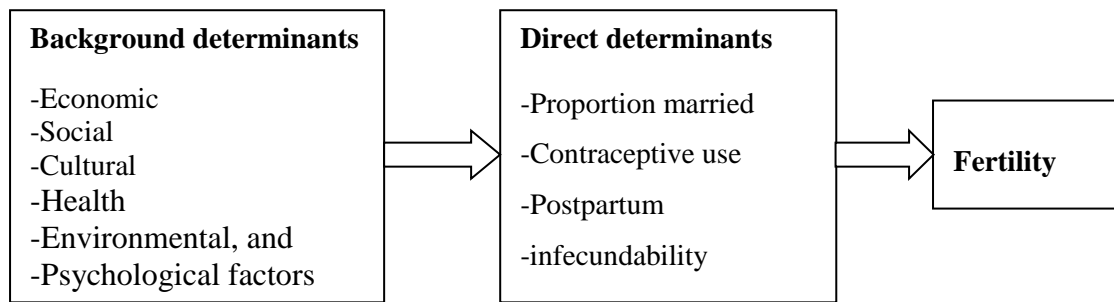 Background determinants
-Economic
-Social
-Cultural
-Health
-Environmental, and
-Psychological factors
Direct determinants
-Proportion married
-Contraceptive use
-Postpartum
-infecundability
Fertility